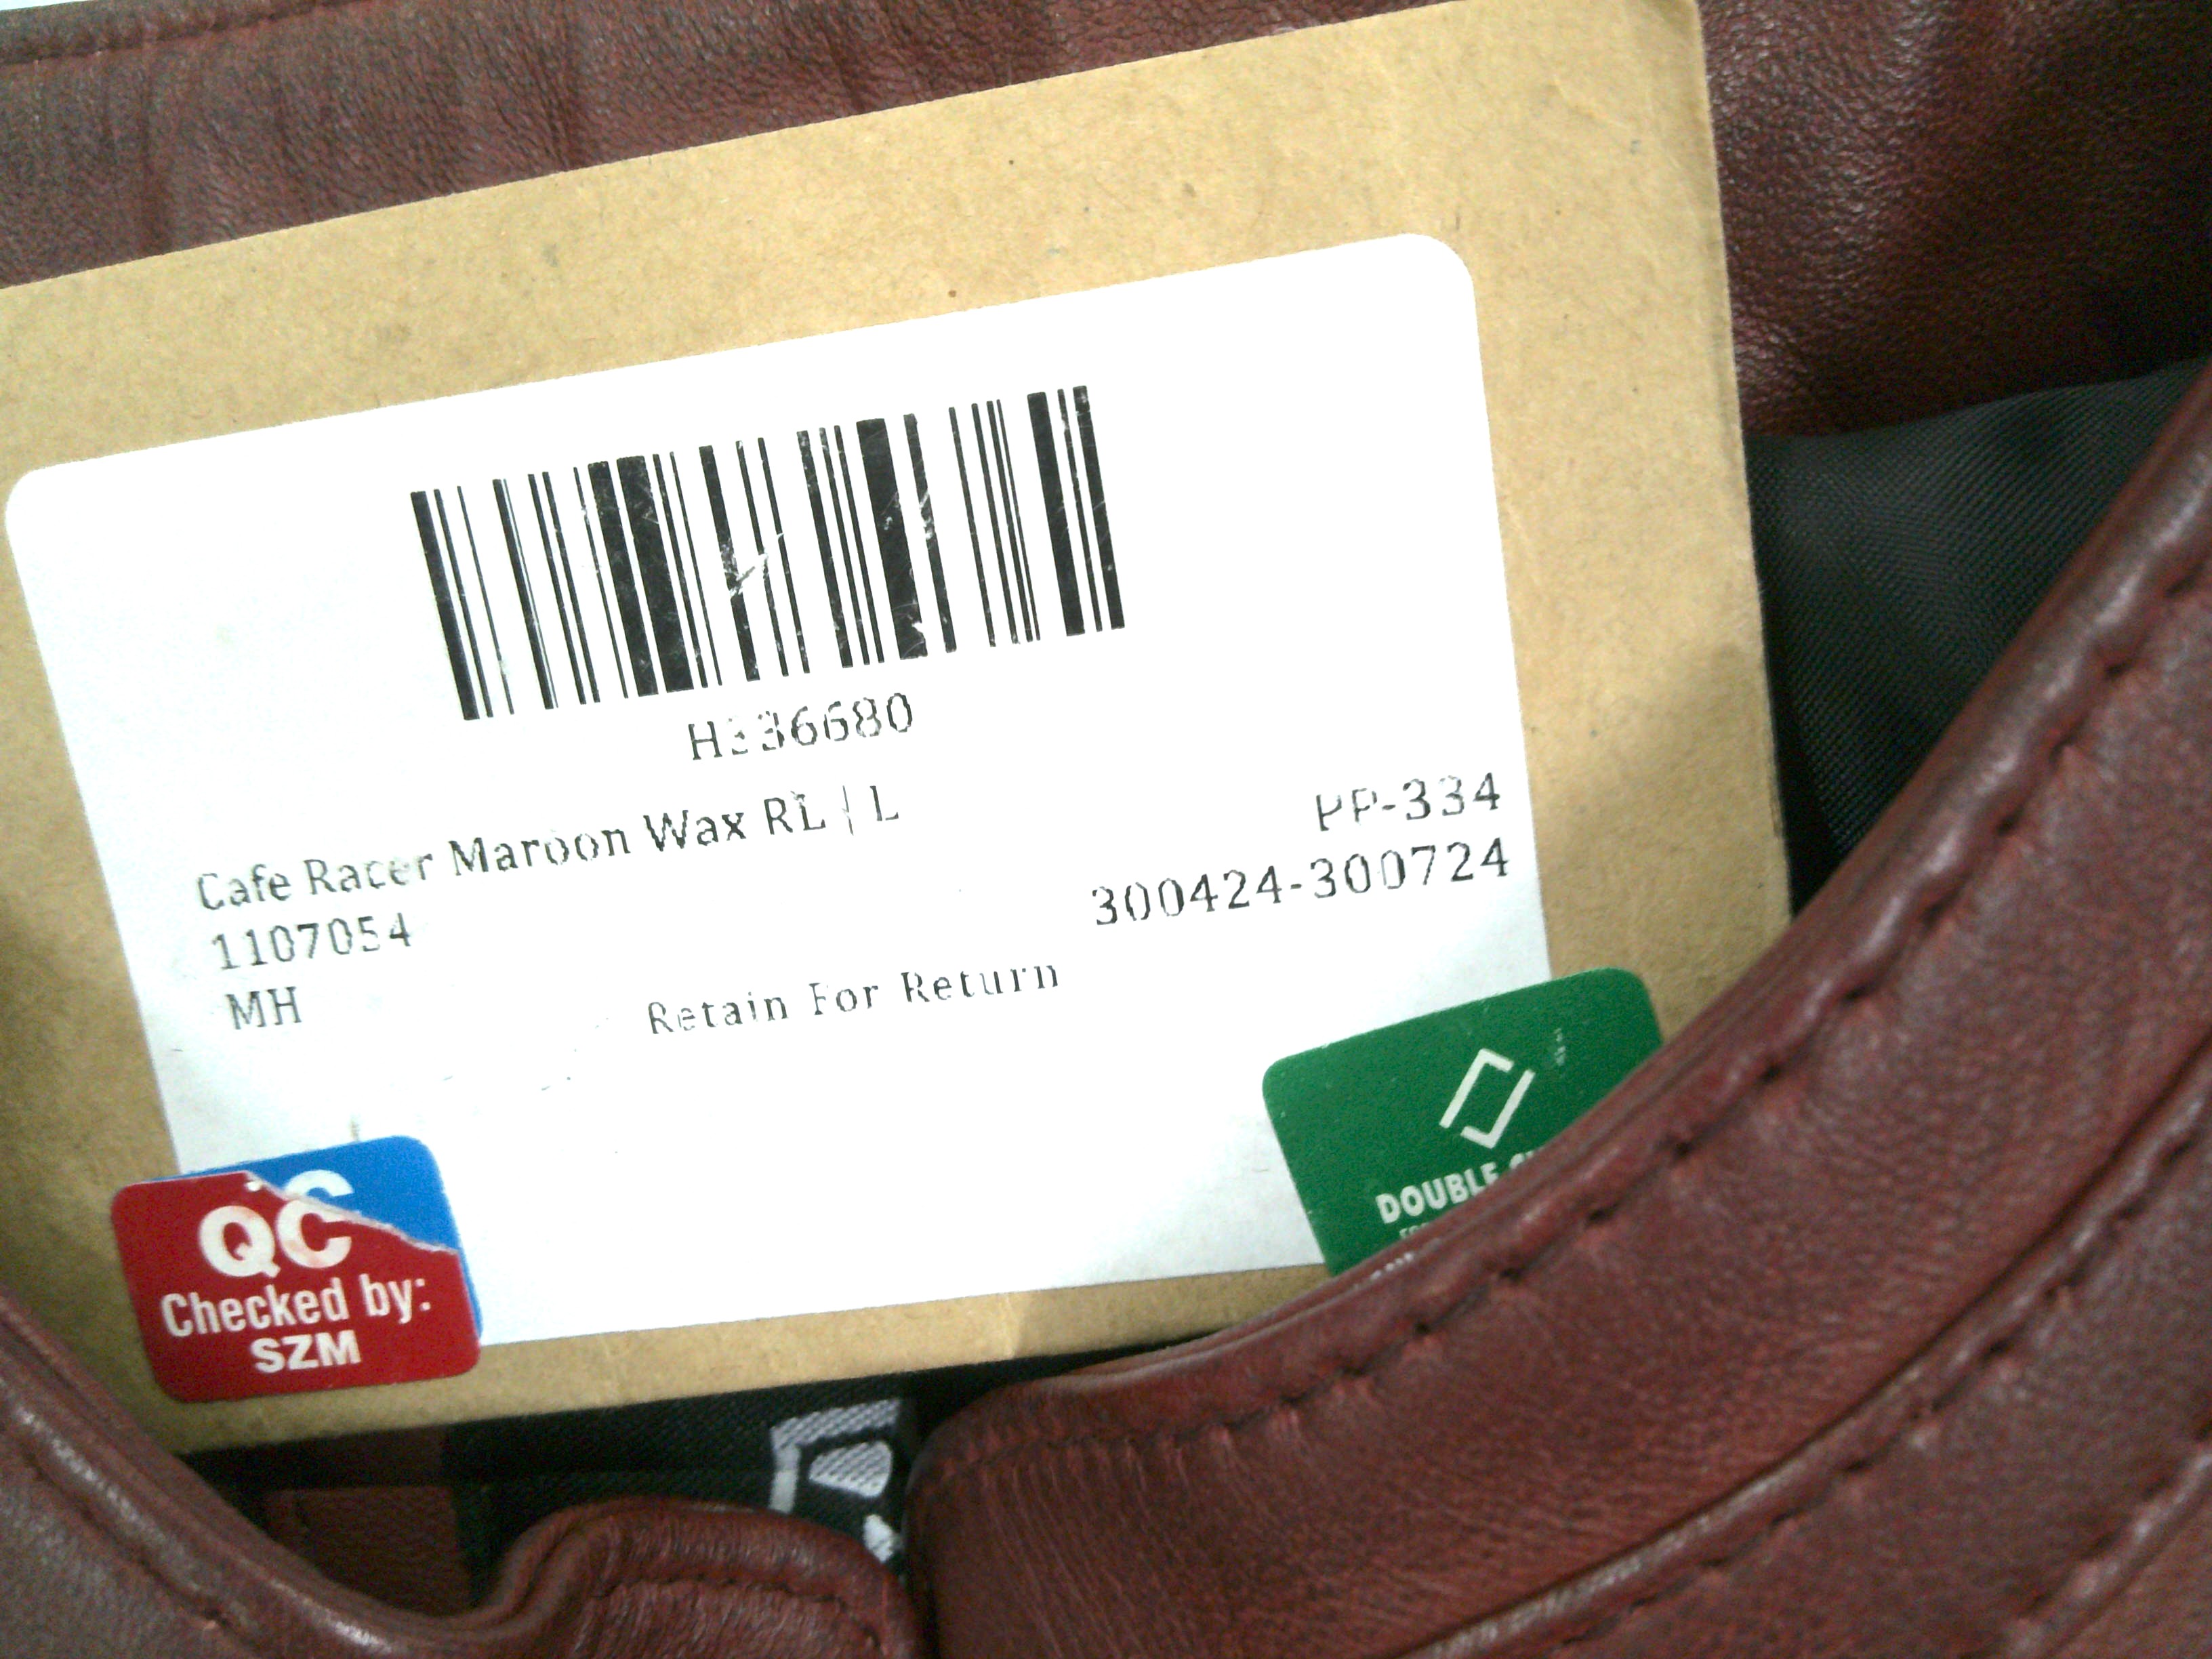 H336680
Cafe Racer Maroon Wax RL | L
PP-334
1107054
300424-300724
MH
Retain For Return
QC
Checked by:
SZM
DOUBLE